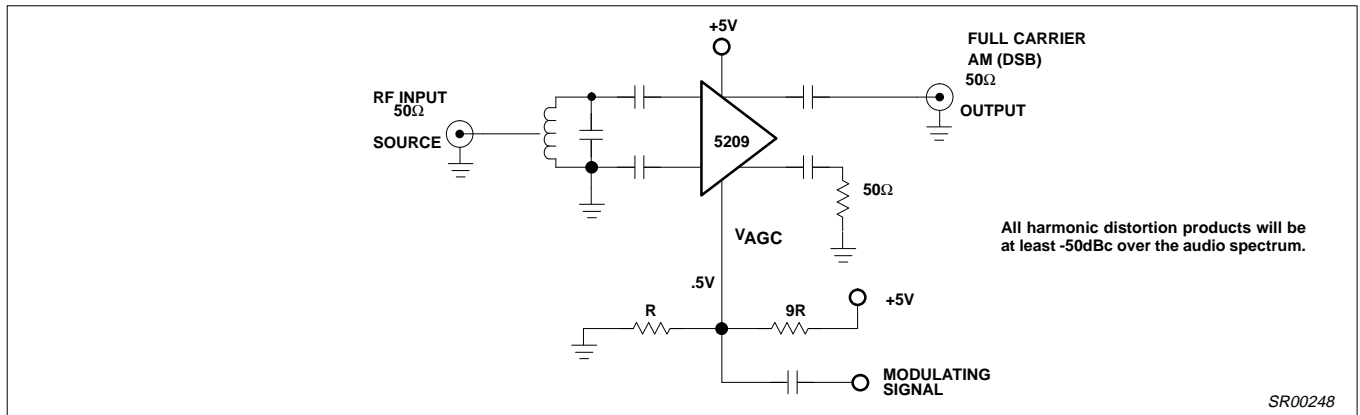 +5V
FULL CARRIER
AM (DSB)
50Ω
OUTPUT
RF INPUT
50Ω
SOURCE
5209
50Ω
All harmonic distortion products will be
at least -50dBc over the audio spectrum.
VAGC
.5V
+5V
R
9R
MODULATING
SIGNAL
SR00248